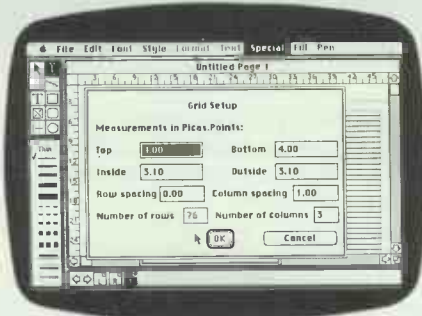 File Edit Font Style Format Text Special Fill Pen
Untitled Page 1
Grid Setup
Measurements in Picas.Points:
Top 4.00 Bottom 4.00
Inside 3.10 Outside 3.10
Row spacing 0.00 Column spacing 1.00
Number of rows 76 Number of columns 3
OK Cancel
Thin